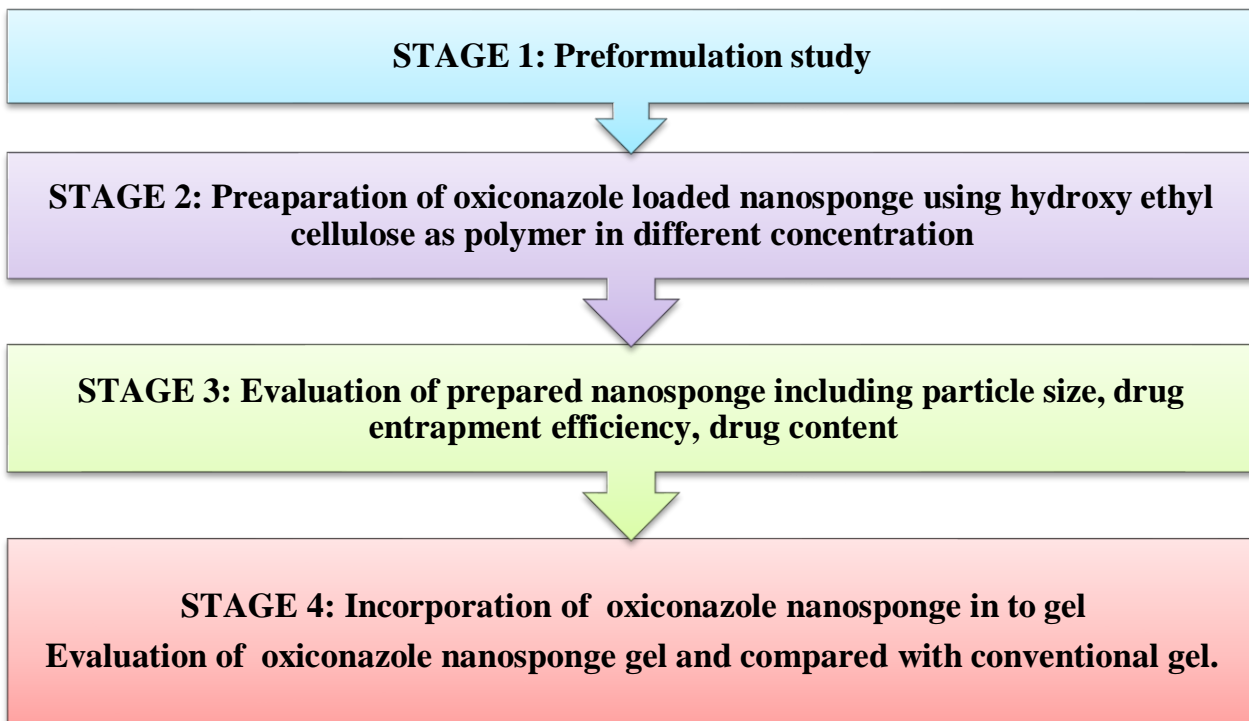 STAGE 1: Preformulation study
STAGE 2: Preaparation of oxiconazole loaded nanosponge using hydroxy ethyl
cellulose as polymer in different concentration
STAGE 3: Evaluation of prepared nanosponge including particle size, drug
entrapment efficiency, drug content
STAGE 4: Incorporation of oxiconazole nanosponge in to gel
Evaluation of oxiconazole nanosponge gel and compared with conventional gel.